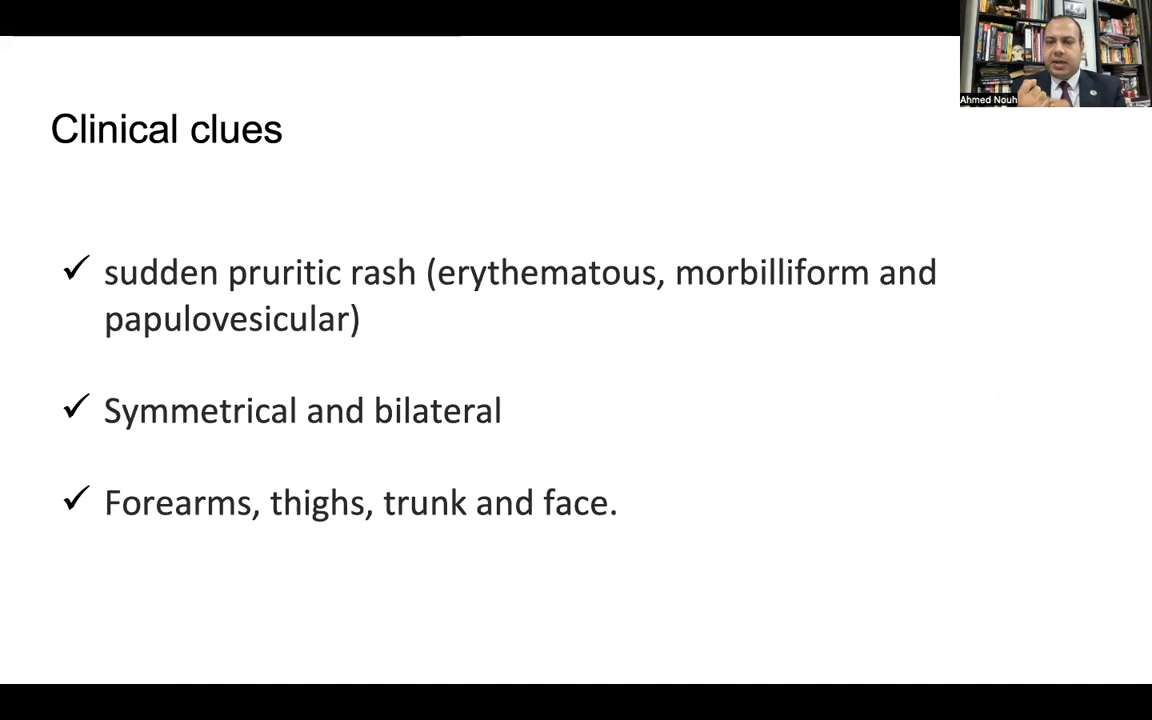 Ahmed Nouh
Clinical clues
✓ sudden pruritic rash (erythematous, morbilliform and
papulovesicular)
✓ Symmetrical and bilateral
✓ Forearms, thighs, trunk and face.